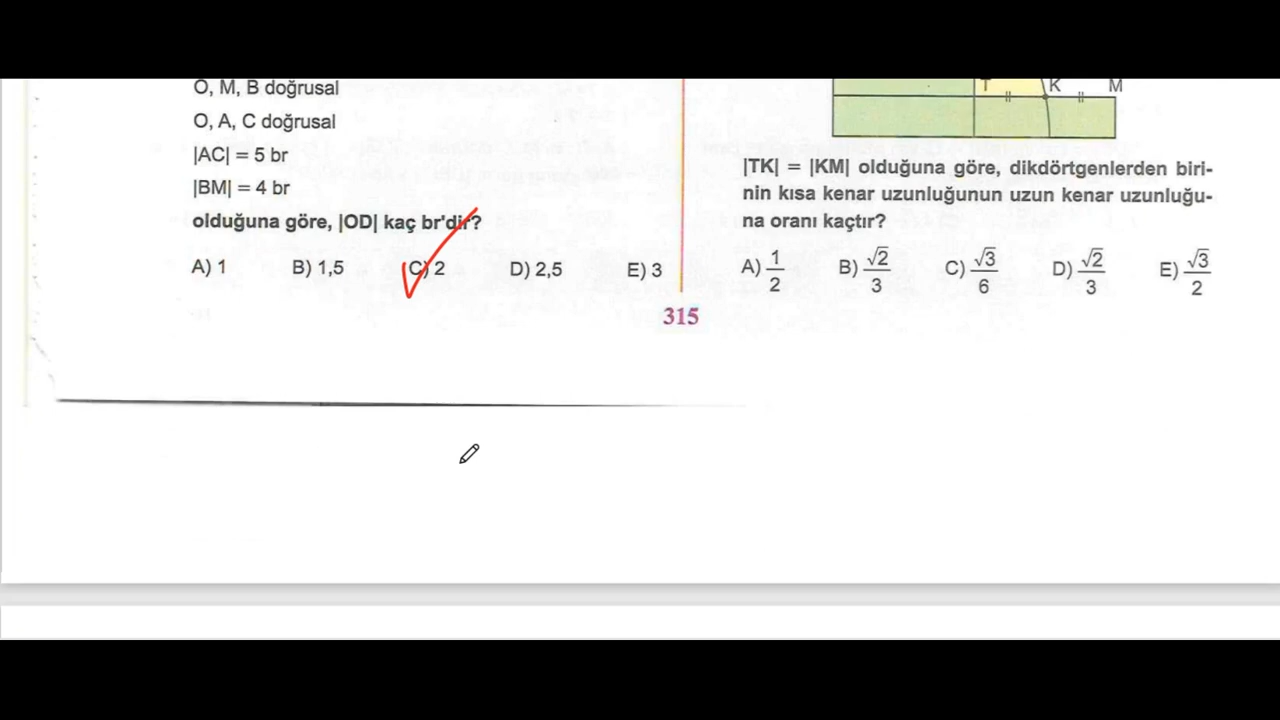 O, M, B doğrusal
O, A, C doğrusal
|AC| = 5 br
|BM| = 4 br
olduğuna göre, |OD| kaç br'dir?
A) 1 B) 1,5 C) 2 D) 2,5 E) 3
T K M
|TK| = |KM| olduğuna göre, dikdörtgenlerden biri-
nin kısa kenar uzunluğunun uzun kenar uzunluğu-
na oranı kaçtır?
A) 1/2 B) √2/3 C) √3/6 D) √2/3 E) √3/2
315